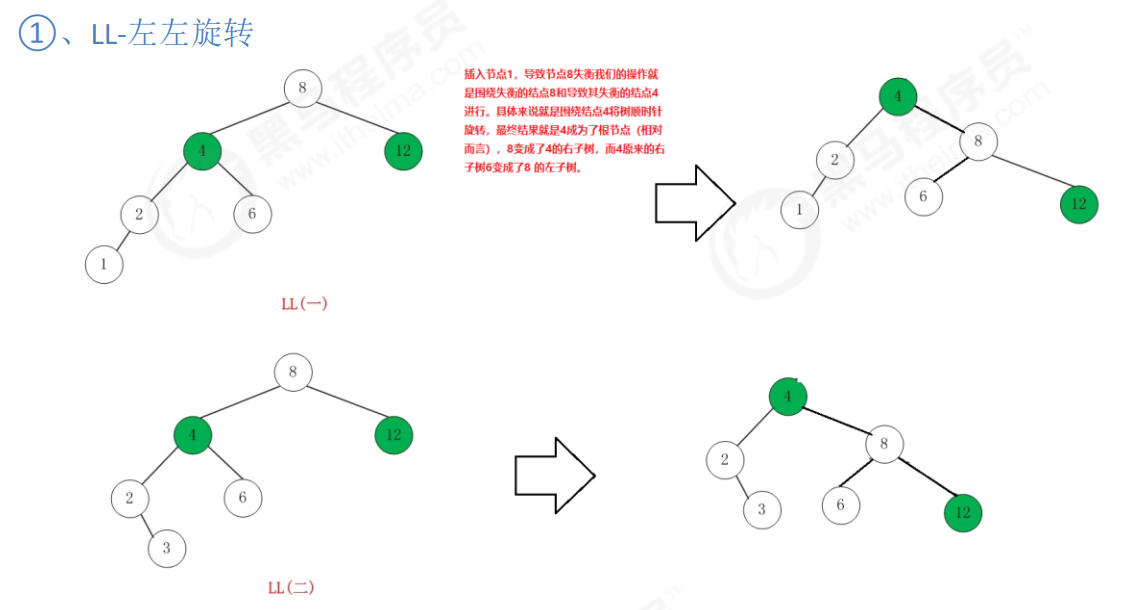 ①、LL-左左旋转
插入节点1，导致节点8失衡我们的操作就
是围绕失衡的结点8和导致其失衡的结点4
进行。具体来说就是围绕结点4将树顺时针
旋转，最终结果就是4成为了根节点（相对
而言），8变成了4的右子树，而4原来的右
子树6变成了8 的左子树。
8
4
12
2
6
1
LL(一)
4
8
2
6
1
12
8
4
12
2
6
3
LL(二)
4
8
2
6
3
12
黑马程序员
www.itheima.com
黑马程序员™